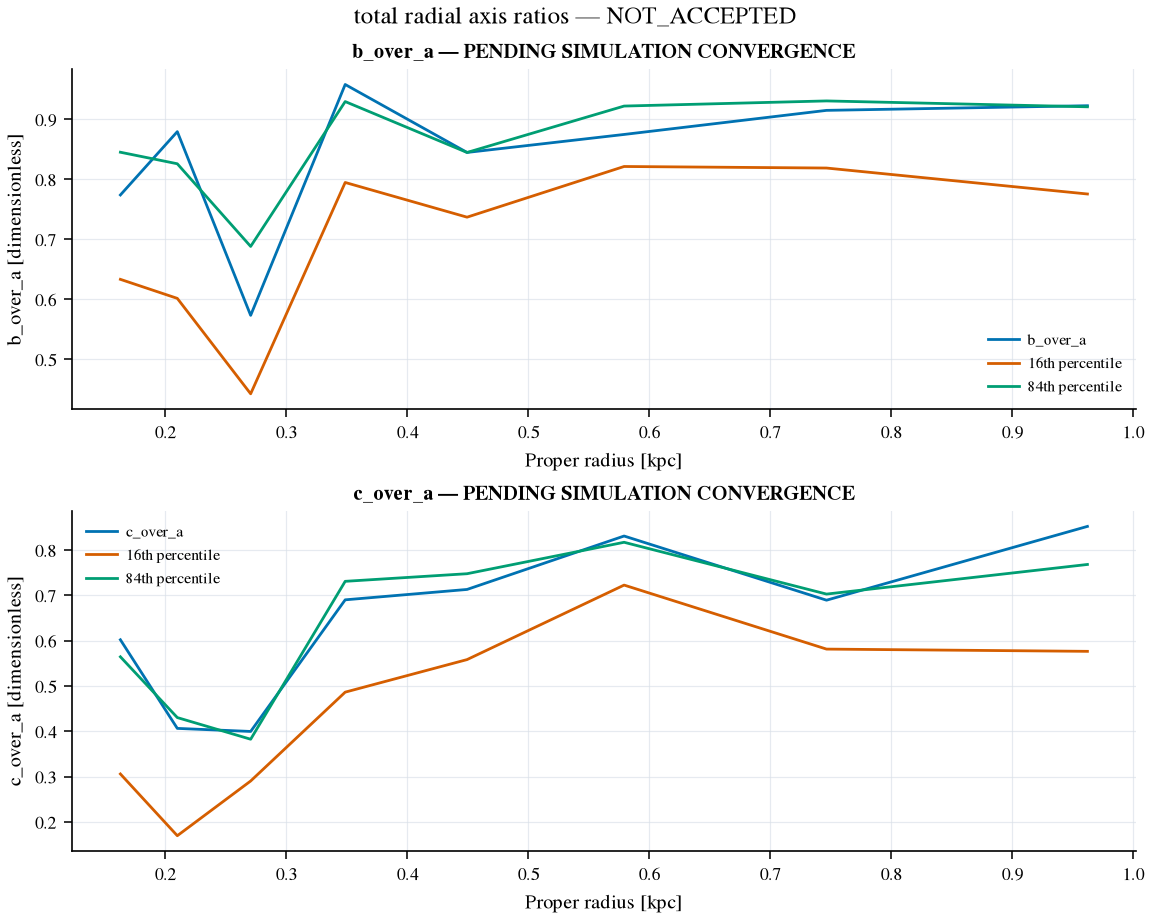 total radial axis ratios — NOT_ACCEPTED
b_over_a — PENDING SIMULATION CONVERGENCE
b_over_a [dimensionless]
0.9
0.8
0.7
0.6
0.5
b_over_a
16th percentile
84th percentile
0.2 0.3 0.4 0.5 0.6 0.7 0.8 0.9 1.0
Proper radius [kpc]
c_over_a — PENDING SIMULATION CONVERGENCE
c_over_a [dimensionless]
c_over_a
16th percentile
84th percentile
0.8
0.7
0.6
0.5
0.4
0.3
0.2
0.2 0.3 0.4 0.5 0.6 0.7 0.8 0.9 1.0
Proper radius [kpc]